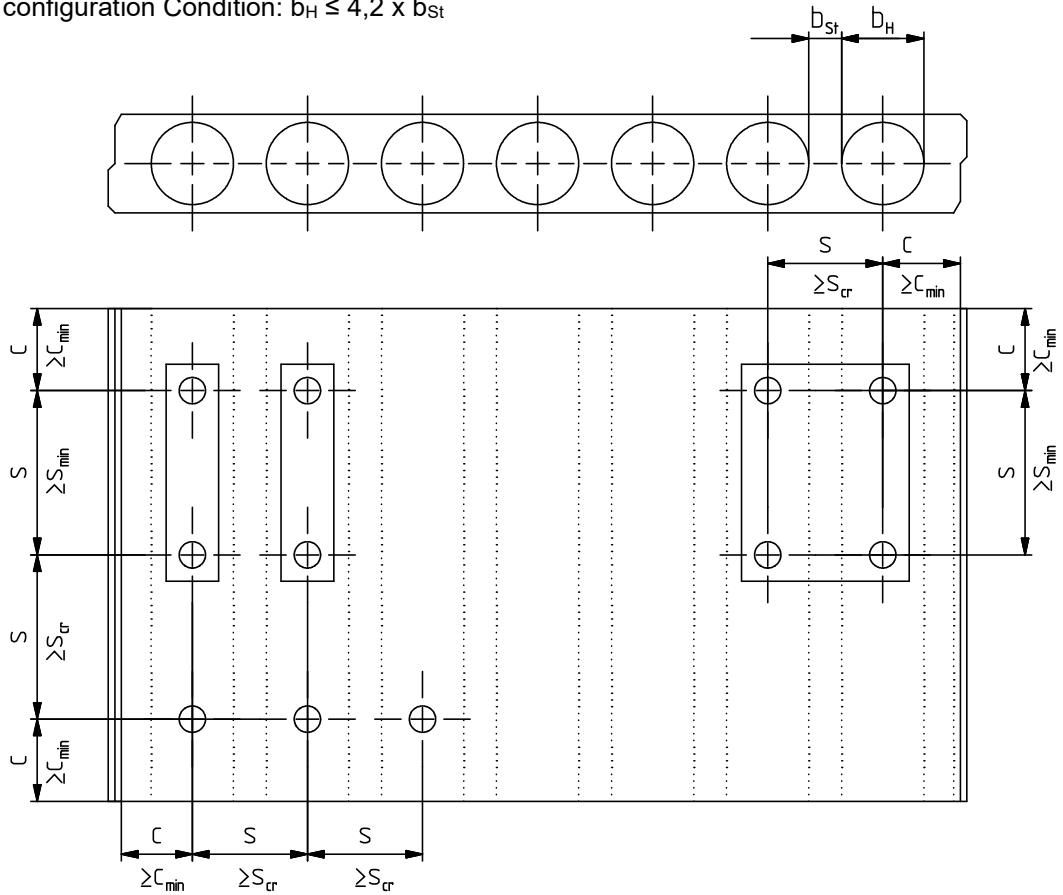 configuration Condition: bH ≤ 4,2 x bSt
bSt bH
S C
≥Scr ≥Cmin
C ≥Cmin
S ≥Smin
S ≥Scr
C ≥Cmin
C ≥Cmin
S ≥Smin
C S S
≥Cmin ≥Scr ≥Scr